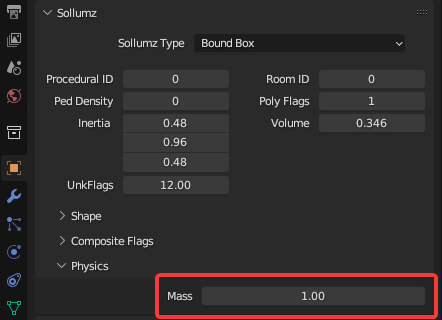 Sollumz
Sollumz Type Bound Box
Procedural ID 0 Room ID 0
Ped Density 0 Poly Flags 1
Inertia 0.48 Volume 0.346
0.96
0.48
UnkFlags 12.00
Shape
Composite Flags
Physics
Mass 1.00